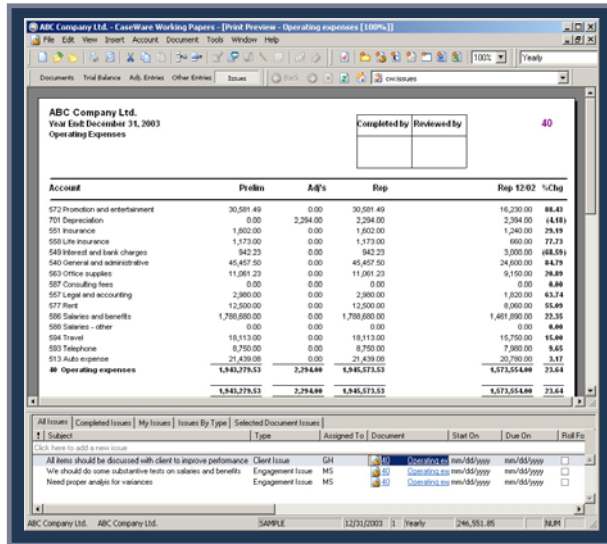 ABC Company Ltd. - CaseWare Working Papers - [Print Preview - Operating expenses [100%]]
File Edit View Insert Account Document Tools Window Help
100% Yearly
Documents Trial Balance Adj. Entries Other Entries Issues Back cw:issues
ABC Company Ltd.
Year End: December 31, 2003
Operating Expenses
Completed by Reviewed by
40
Account Prelim Adj's Rep Rep 12/02 %Chg
572 Promotion and entertainment 30,581.49 0.00 30,581.49 16,230.00 88.43
701 Depreciation 0.00 2,294.00 2,294.00 2,394.00 (4.18)
551 Insurance 1,602.00 0.00 1,602.00 1,240.00 29.19
558 Life insurance 1,173.00 0.00 1,173.00 660.00 77.73
549 Interest and bank charges 942.23 0.00 942.23 3,000.00 (68.59)
540 General and administrative 45,457.50 0.00 45,457.50 24,600.00 84.79
563 Office supplies 11,061.23 0.00 11,061.23 9,150.00 20.89
587 Consulting fees 0.00 0.00 0.00 0.00 0.00
557 Legal and accounting 2,980.00 0.00 2,980.00 1,820.00 63.74
577 Rent 12,500.00 0.00 12,500.00 8,060.00 55.09
586 Salaries and benefits 1,788,680.00 0.00 1,788,680.00 1,461,890.00 22.35
588 Salaries - other 0.00 0.00 0.00 0.00 0.00
594 Travel 18,113.00 0.00 18,113.00 15,750.00 15.00
593 Telephone 8,750.00 0.00 8,750.00 7,980.00 9.65
513 Auto expense 21,439.08 0.00 21,439.08 20,780.00 3.17
40 Operating expenses 1,943,279.53 2,294.00 1,945,573.53 1,573,554.00 23.64
1,943,279.53 2,294.00 1,945,573.53 1,573,554.00 23.64
All Issues Completed Issues My Issues Issues By Type Selected Document Issues
! Subject Type Assigned To Document Start On Due On Roll Fo
Click here to add a new issue
All items should be discussed with client to improve performance Client Issue GH 40 Operating ex mm/dd/yyyy mm/dd/yyyy
We should do some substantive tests on salaries and benefits Engagement Issue MS 40 Operating ex mm/dd/yyyy mm/dd/yyyy
Need proper analyis for variances Engagement Issue MS 40 Operating ex mm/dd/yyyy mm/dd/yyyy
ABC Company Ltd. ABC Company Ltd. SAMPLE 12/31/2003 1 Yearly 246,551.85 NUM